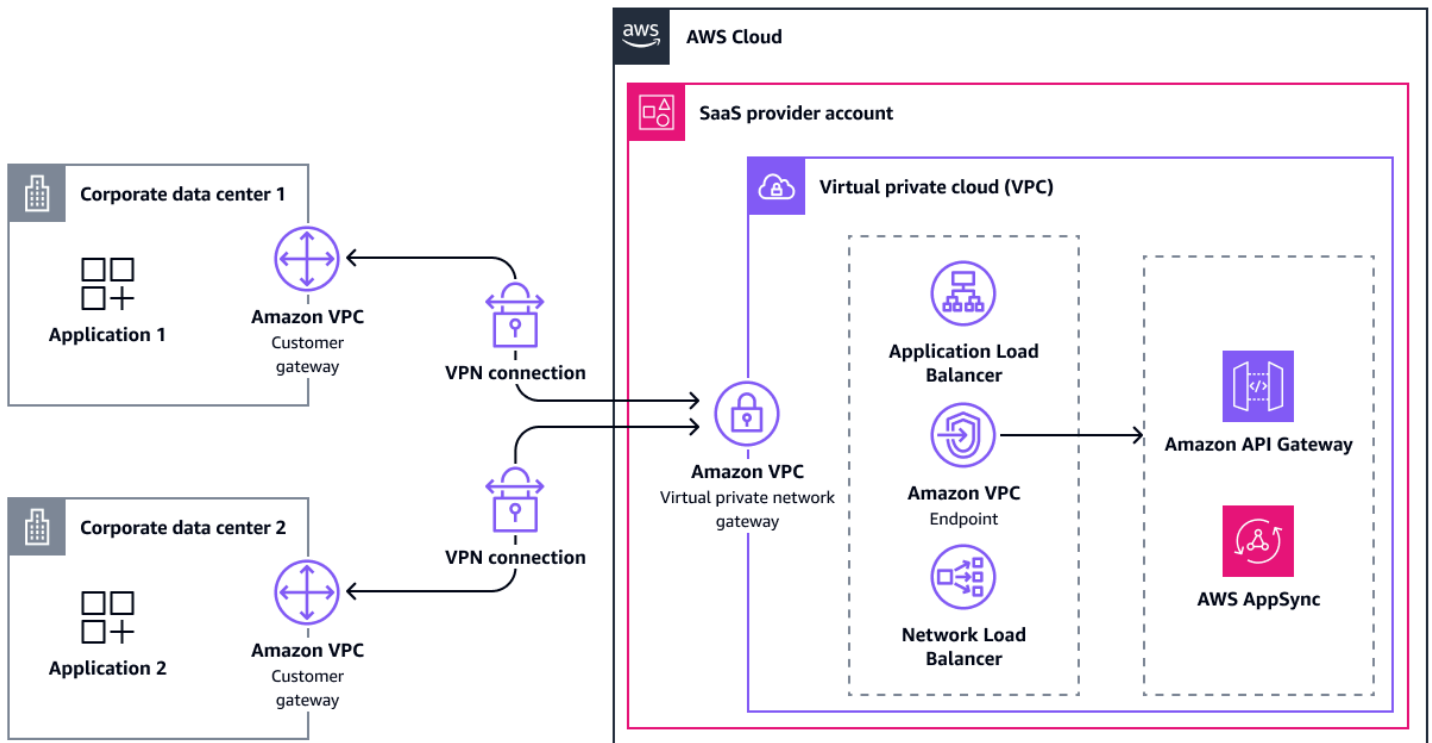 aws
AWS Cloud
SaaS provider account
Virtual private cloud (VPC)
Corporate data center 1
Application 1
Amazon VPC
Customer
gateway
VPN connection
Corporate data center 2
Application 2
Amazon VPC
Customer
gateway
VPN connection
Amazon VPC
Virtual private network
gateway
Application Load
Balancer
Amazon VPC
Endpoint
Network Load
Balancer
</>
Amazon API Gateway
AWS AppSync